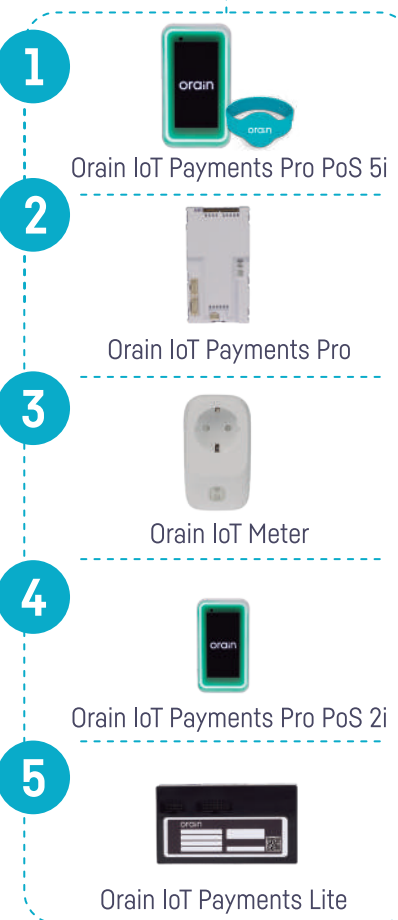 1
orain
orain
Orain IoT Payments Pro PoS 5i
2
Orain IoT Payments Pro
3
Orain IoT Meter
4
orain
Orain IoT Payments Pro PoS 2i
5
orain
Orain IoT Payments Lite